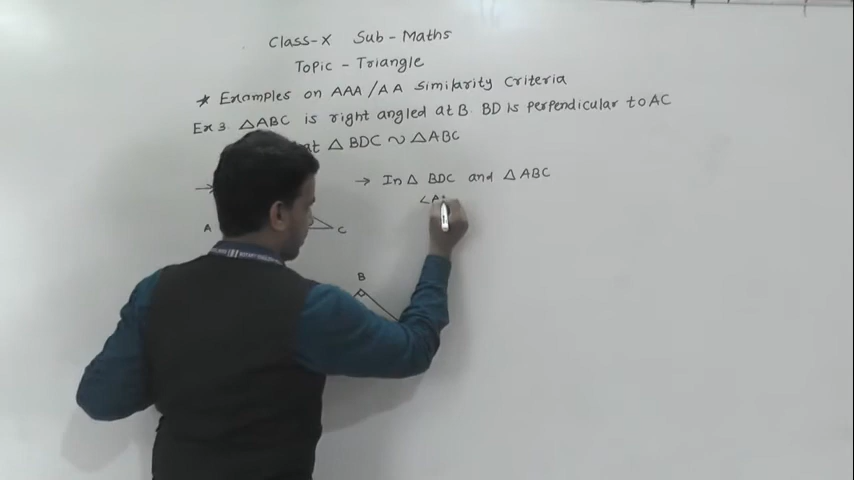 Class-X Sub-Maths
Topic - Triangle
* Examples on AAA/AA Similarity Criteria
Ex 3. △ABC is right angled at B. BD is perpendicular to AC
at △BDC ~ △ABC
→ → In △ BDC and △ABC
∠A
A C
B